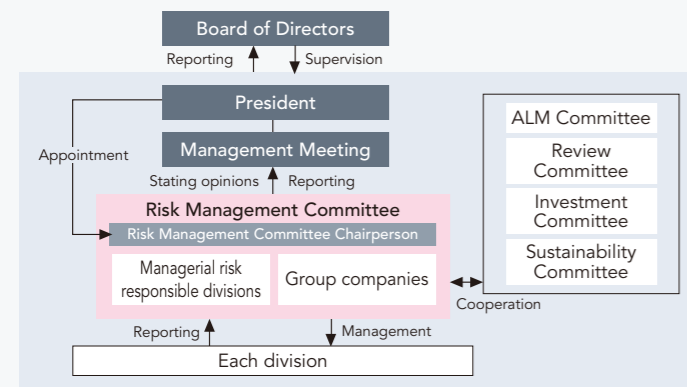 Board of Directors
Reporting
Supervision
President
Management Meeting
Appointment
Stating opinions
Reporting
Risk Management Committee
Risk Management Committee Chairperson
Managerial risk
responsible divisions
Group companies
ALM Committee
Review
Committee
Investment
Committee
Sustainability
Committee
Cooperation
Reporting
Management
Each division